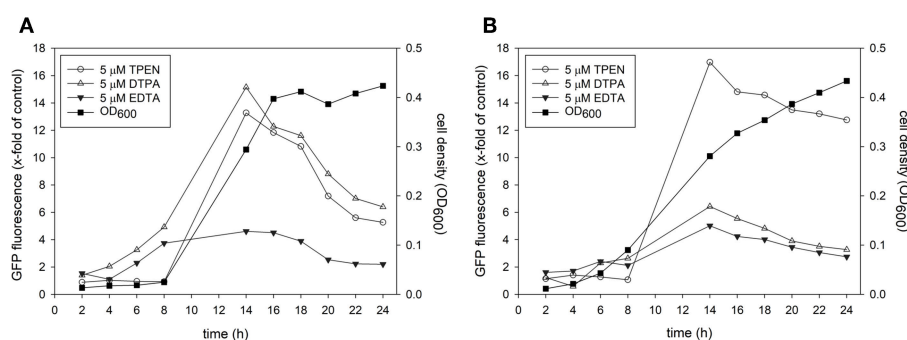 A
B
18 16 14 12 10 8 6 4 2 0
GFP fluorescence (x-fold of control)
5 μM TPEN
5 μM DTPA
5 μM EDTA
OD600
0.5 0.4 0.3 0.2 0.1 0.0
cell density (OD600)
0 2 4 6 8 10 12 14 16 18 20 22 24
time (h)
18 16 14 12 10 8 6 4 2 0
GFP fluorescence (x-fold of control)
5 μM TPEN
5 μM DTPA
5 μM EDTA
OD600
0.5 0.4 0.3 0.2 0.1 0.0
cell density (OD600)
0 2 4 6 8 10 12 14 16 18 20 22 24
time (h)